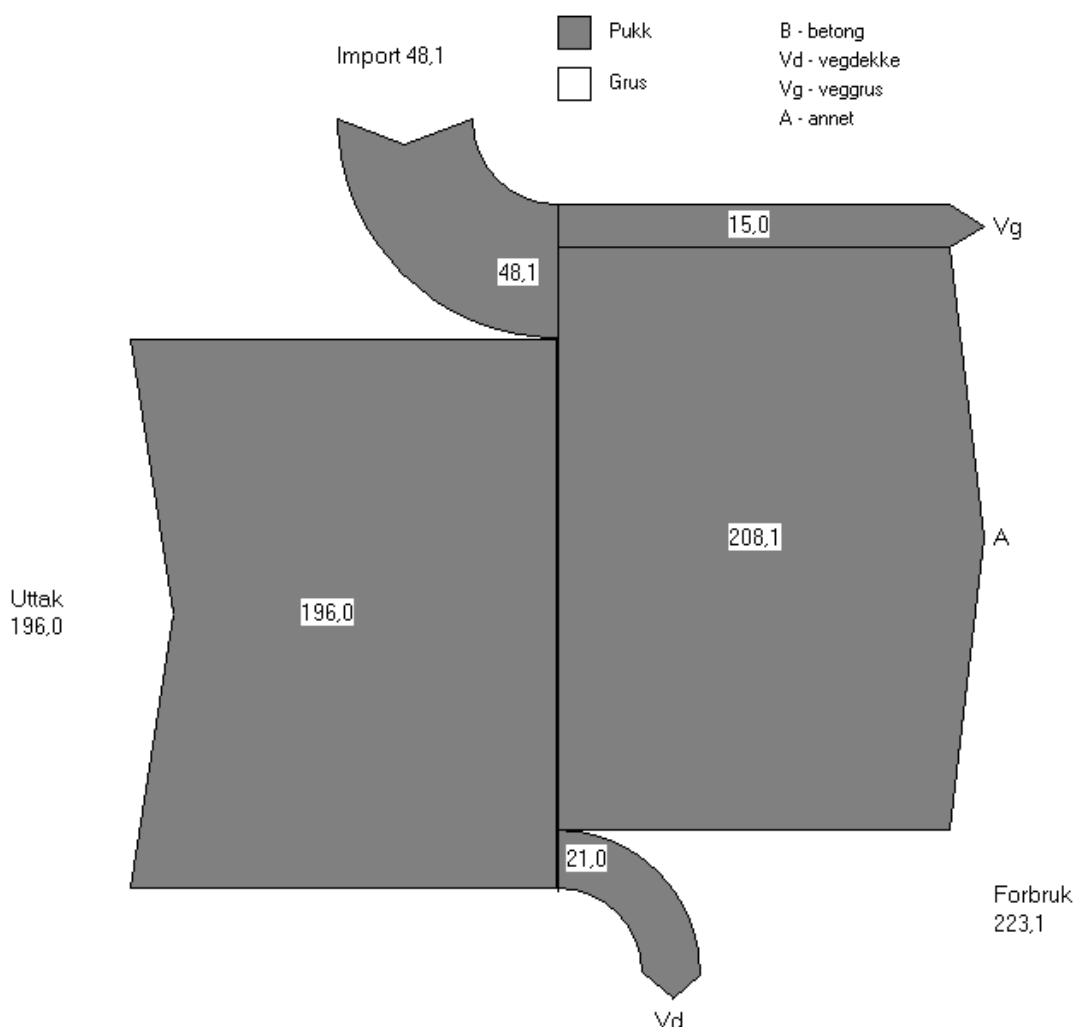 Import 48,1
Pukk
Grus
B - betong
Vd - vegdekke
Vg - veggrus
A - annet
15,0
Vg
48,1
208,1
A
Uttak
196,0
196,0
21,0
Forbruk
223,1
Vd